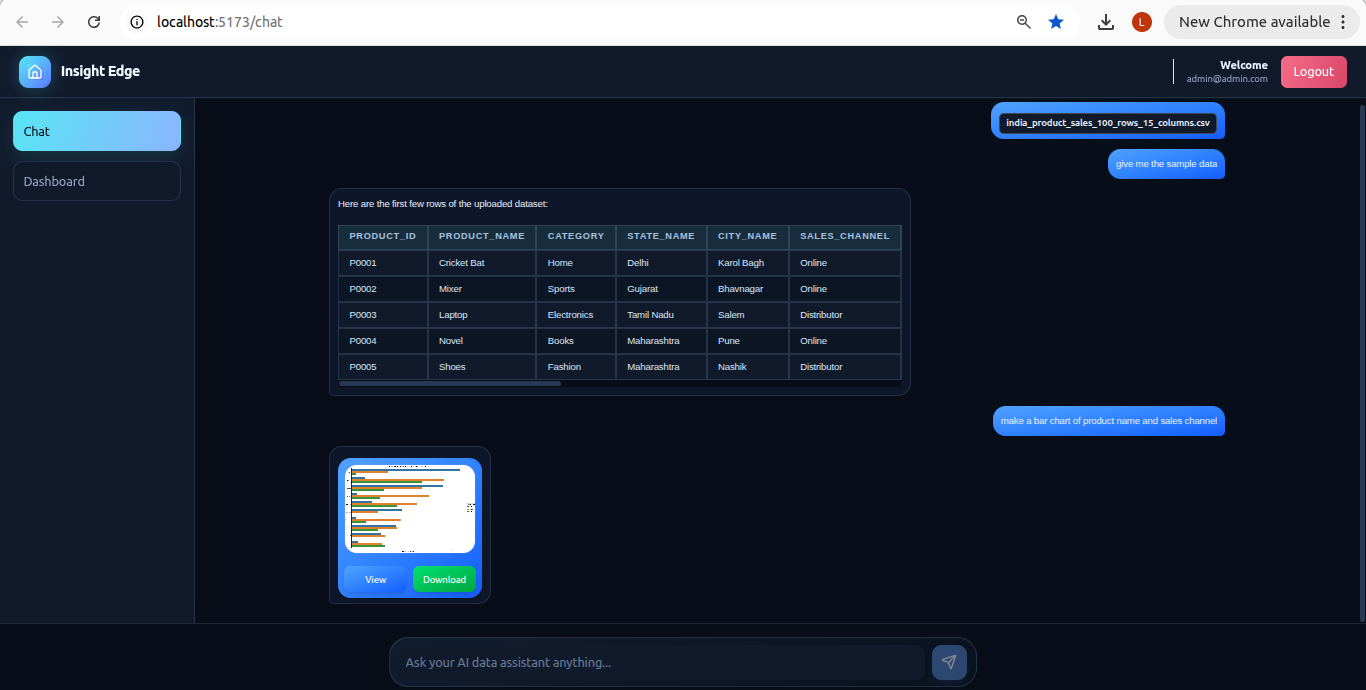 localhost:5173/chat
L
New Chrome available
Insight Edge
Welcome
admin@admin.com
Logout
Chat
Dashboard
india_product_sales_100_rows_15_columns.csv
give me the sample data
Here are the first few rows of the uploaded dataset:
PRODUCT_ID PRODUCT_NAME CATEGORY STATE_NAME CITY_NAME SALES_CHANNEL
P0001 Cricket Bat Home Delhi Karol Bagh Online
P0002 Mixer Sports Gujarat Bhavnagar Online
P0003 Laptop Electronics Tamil Nadu Salem Distributor
P0004 Novel Books Maharashtra Pune Online
P0005 Shoes Fashion Maharashtra Nashik Distributor
make a bar chart of product name and sales channel
View Download
Ask your AI data assistant anything...